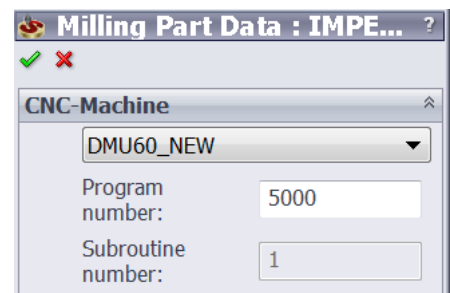 Milling Part Data : IMPE... ?
CNC-Machine
DMU60_NEW
Program
number:
5000
Subroutine
number:
1